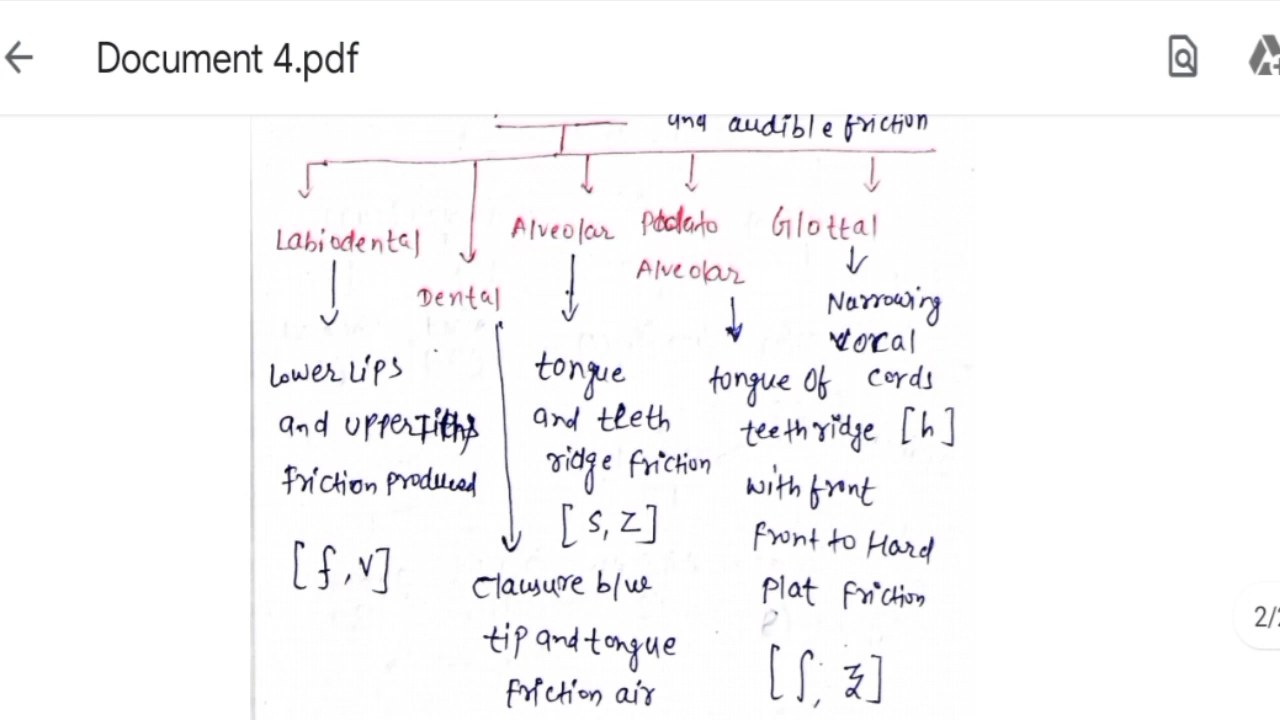 Document 4.pdf
and audible friction
Labiodental
Dental
Alveolar
Alveolar
Glottal
Lower Lips
and upper
friction produced
[f,v]
Clausure b/w
tip and tongue
friction air
tongue
and teeth
ridge friction
[s,z]
tongue of
teeth ridge
with front
front to Hard
Plat friction
[ʃ, ʒ]
Narrowing
vocal
cords
[h]
2/